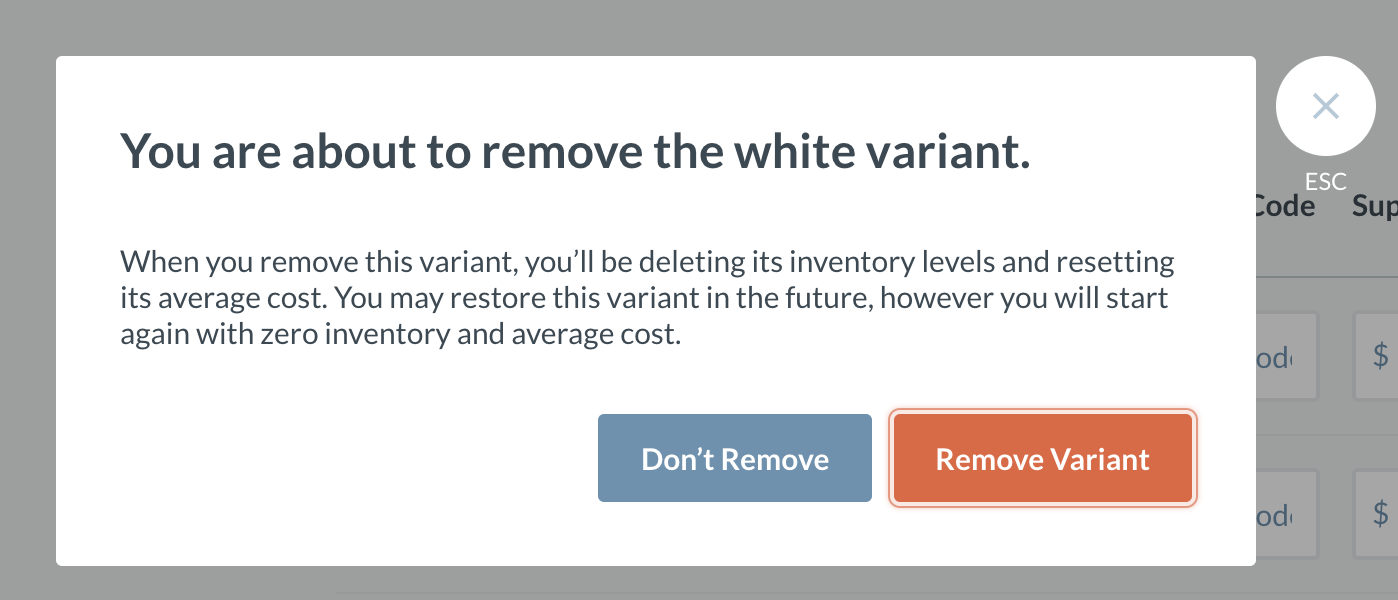 You are about to remove the white variant.
ESC
Code Sup
When you remove this variant, you’ll be deleting its inventory levels and resetting
its average cost. You may restore this variant in the future, however you will start
again with zero inventory and average cost.
$
Don’t Remove
Remove Variant
$